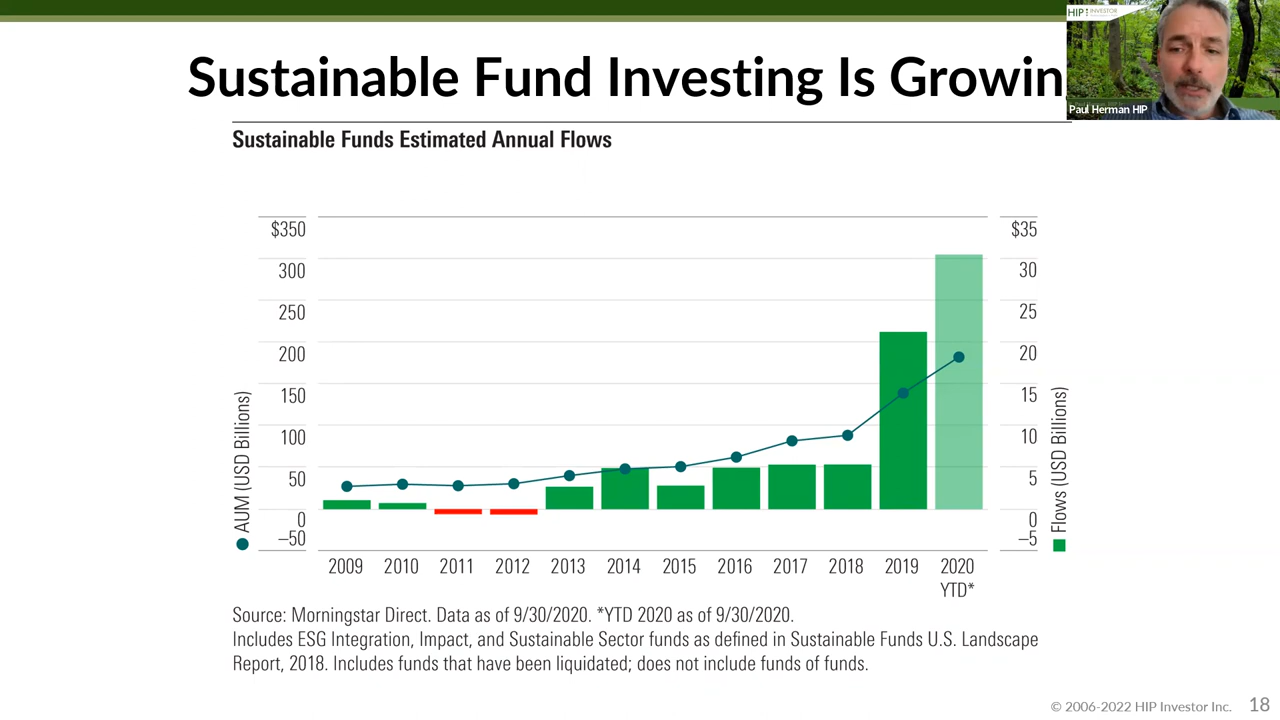 Sustainable Fund Investing Is Growin
HIP INVESTOR
Paul Herman HIP
Sustainable Funds Estimated Annual Flows
$350
300
250
200
150
100
50
0
–50
AUM (USD Billions)
$35
30
25
20
15
10
5
0
–5
Flows (USD Billions)
2009 2010 2011 2012 2013 2014 2015 2016 2017 2018 2019 2020
YTD*
Source: Morningstar Direct. Data as of 9/30/2020. *YTD 2020 as of 9/30/2020.
Includes ESG Integration, Impact, and Sustainable Sector funds as defined in Sustainable Funds U.S. Landscape
Report, 2018. Includes funds that have been liquidated; does not include funds of funds.
© 2006-2022 HIP Investor Inc. 18